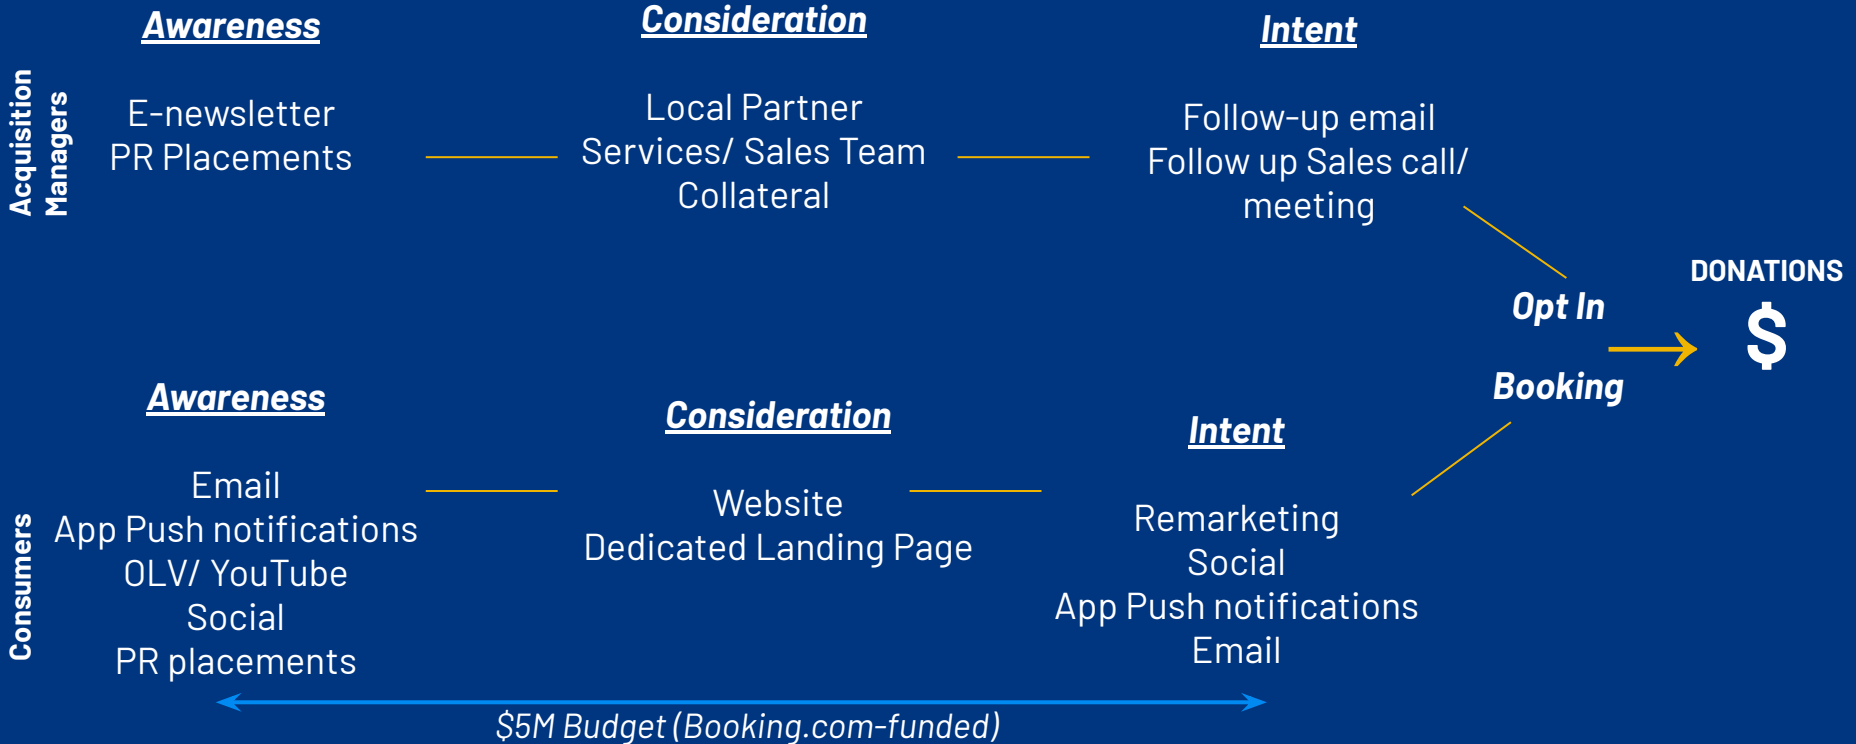 Awareness
Consideration
Intent
Acquisition
Managers
E-newsletter
PR Placements
Local Partner
Services/ Sales Team
Collateral
Follow-up email
Follow up Sales call/
meeting
Opt In
Booking
DONATIONS
$
Awareness
Consideration
Intent
Consumers
Email
App Push notifications
OLV/ YouTube
Social
PR placements
Website
Dedicated Landing Page
Remarketing
Social
App Push notifications
Email
$5M Budget (Booking.com-funded)